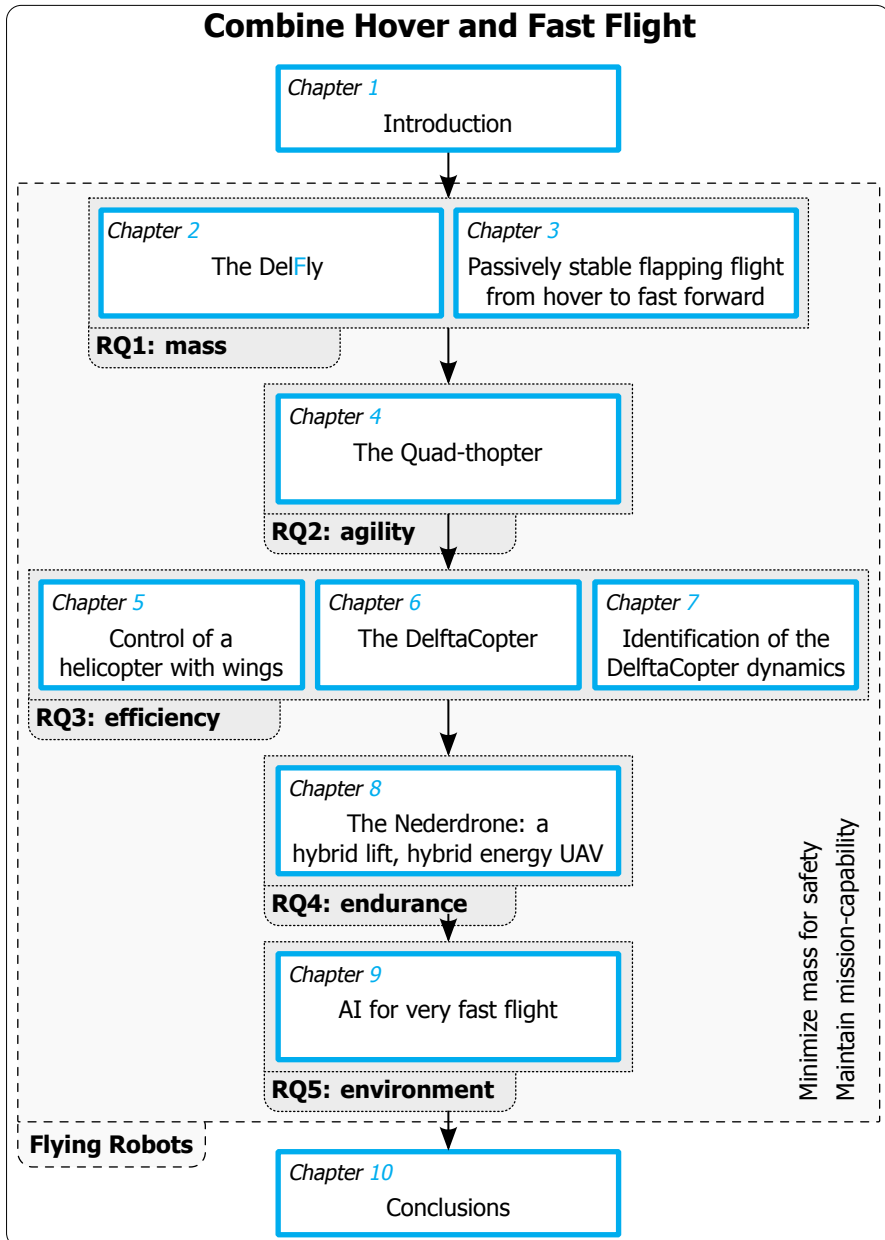 Combine Hover and Fast Flight
Chapter 1
Introduction
Chapter 2
The DelFly
Chapter 3
Passively stable flapping flight
from hover to fast forward
RQ1: mass
Chapter 4
The Quad-thopter
RQ2: agility
Chapter 5
Control of a
helicopter with wings
Chapter 6
The DelftaCopter
Chapter 7
Identification of the
DelftaCopter dynamics
RQ3: efficiency
Chapter 8
The Nederdrone: a
hybrid lift, hybrid energy UAV
RQ4: endurance
Chapter 9
AI for very fast flight
RQ5: environment
Minimize mass for safety
Maintain mission-capability
Flying Robots
Chapter 10
Conclusions